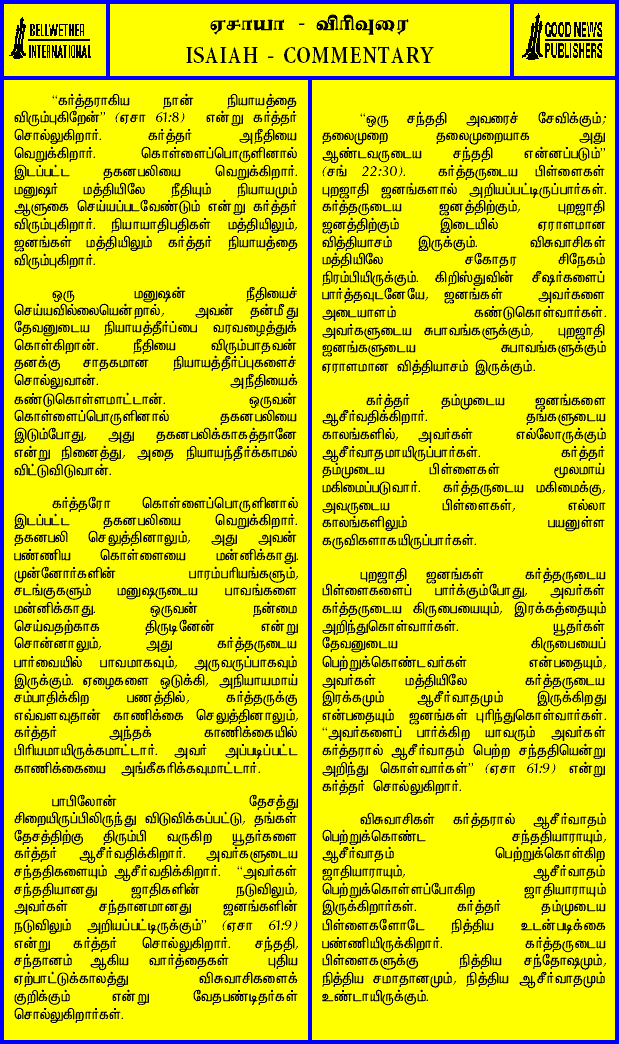 BELLWETHER
INTERNATIONAL
ஏசாயா - விரிவுரை
ISAIAH - COMMENTARY
GOOD NEWS
PUBLISHERS
“கர்த்தராகிய நான் நியாயத்தை
விரும்புகிறேன்” (ஏசா 61:8) என்று கர்த்தர்
சொல்லுகிறார். கர்த்தர் அநீதியை
வெறுக்கிறார். கொள்ளைப்பொருளினால்
இடப்பட்ட தகனபலியை வெறுக்கிறார்.
மனுஷர் மத்தியிலே நீதியும் நியாயமும்
ஆளுகை செய்யப்படவேண்டும் என்று கர்த்தர்
விரும்புகிறார். நியாயாதிபதிகள் மத்தியிலும்,
ஜனங்கள் மத்தியிலும் கர்த்தர் நியாயத்தை
விரும்புகிறார்.
ஒரு மனுஷன் நீதியைச்
செய்யவில்லையென்றால், அவன் தன்மீது
தேவனுடைய நியாயத்தீர்ப்பை வரவழைத்துக்
கொள்கிறான். நீதியை விரும்பாதவன்
தனக்கு சாதகமான நியாயத்தீர்ப்புகளைச்
சொல்லுவான். அநீதியைக்
கண்டுகொள்ளமாட்டான். ஒருவன்
கொள்ளைப்பொருளினால் தகனபலியை
இடும்போது, அது தகனபலிக்காகத்தானே
என்று நினைத்து, அதை நியாயந்தீர்க்காமல்
விட்டுவிடுவான்.
கர்த்தரோ கொள்ளைப்பொருளினால்
இடப்பட்ட தகனபலியை வெறுக்கிறார்.
தகனபலி செலுத்தினாலும், அது அவன்
பண்ணிய கொள்ளையை மன்னிக்காது.
முன்னோர்களின் பாரம்பரியங்களும்,
சடங்குகளும் மனுஷருடைய பாவங்களை
மன்னிக்காது. ஒருவன் நன்மை
செய்வதற்காக திருடினேன் என்று
சொன்னாலும், அது கர்த்தருடைய
பார்வையில் பாவமாகவும், அருவருப்பாகவும்
இருக்கும். ஏழைகளை ஒடுக்கி, அநியாயமாய்
சம்பாதிக்கிற பணத்தில், கர்த்தருக்கு
எவ்வளவுதான் காணிக்கை செலுத்தினாலும்,
கர்த்தர் அந்தக் காணிக்கையில்
பிரியமாயிருக்கமாட்டார். அவர் அப்படிப்பட்ட
காணிக்கையை அங்கீகரிக்கவுமாட்டார்.
பாபிலோன் தேசத்து
சிறையிருப்பிலிருந்து விடுவிக்கப்பட்டு, தங்கள்
தேசத்திற்கு திரும்பி வருகிற யூதர்களை
கர்த்தர் ஆசீர்வதிக்கிறார். அவர்களுடைய
சந்ததிகளையும் ஆசீர்வதிக்கிறார். “அவர்கள்
சந்ததியானது ஜாதிகளின் நடுவிலும்,
அவர்கள் சந்தானமானது ஜனங்களின்
நடுவிலும் அறியப்பட்டிருக்கும்” (ஏசா 61:9)
என்று கர்த்தர் சொல்லுகிறார். சந்ததி,
சந்தானம் ஆகிய வார்த்தைகள் புதிய
ஏற்பாட்டுக்காலத்து விசுவாசிகளைக்
குறிக்கும் என்று வேதபண்டிதர்கள்
சொல்லுகிறார்கள்.
“ஒரு சந்ததி அவரைச் சேவிக்கும்;
தலைமுறை தலைமுறையாக அது
ஆண்டவருடைய சந்ததி என்னப்படும்”
(சங் 22:30). கர்த்தருடைய பிள்ளைகள்
புறஜாதி ஜனங்களால் அறியப்பட்டிருப்பார்கள்.
கர்த்தருடைய ஜனத்திற்கும், புறஜாதி
ஜனத்திற்கும் இடையில் ஏராளமான
வித்தியாசம் இருக்கும். விசுவாசிகள்
மத்தியிலே சகோதர சிநேகம்
நிரம்பியிருக்கும். கிறிஸ்துவின் சீஷர்களைப்
பார்த்தவுடனேயே, ஜனங்கள் அவர்களை
அடையாளம் கண்டுகொள்வார்கள்.
அவர்களுடைய சுபாவங்களுக்கும், புறஜாதி
ஜனங்களுடைய சுபாவங்களுக்கும்
ஏராளமான வித்தியாசம் இருக்கும்.
கர்த்தர் தம்முடைய ஜனங்களை
ஆசீர்வதிக்கிறார். தங்களுடைய
காலங்களில், அவர்கள் எல்லோருக்கும்
ஆசீர்வாதமாயிருப்பார்கள். கர்த்தர்
தம்முடைய பிள்ளைகள் மூலமாய்
மகிமைப்படுவார். கர்த்தருடைய மகிமைக்கு,
அவருடைய பிள்ளைகள், எல்லா
காலங்களிலும் பயனுள்ள
கருவிகளாகயிருப்பார்கள்.
புறஜாதி ஜனங்கள் கர்த்தருடைய
பிள்ளைகளைப் பார்க்கும்போது, அவர்கள்
கர்த்தருடைய கிருபையையும், இரக்கத்தையும்
அறிந்துகொள்வார்கள். யூதர்கள்
தேவனுடைய கிருபையைப்
பெற்றுக்கொண்டவர்கள் என்பதையும்,
அவர்கள் மத்தியிலே கர்த்தருடைய
இரக்கமும் ஆசீர்வாதமும் இருக்கிறது
என்பதையும் ஜனங்கள் புரிந்துகொள்வார்கள்.
“அவர்களைப் பார்க்கிற யாவரும் அவர்கள்
கர்த்தரால் ஆசீர்வாதம் பெற்ற சந்ததியென்று
அறிந்து கொள்வார்கள்” (ஏசா 61:9) என்று
கர்த்தர் சொல்லுகிறார்.
விசுவாசிகள் கர்த்தரால் ஆசீர்வாதம்
பெற்றுக்கொண்ட சந்ததியாராயும்,
ஆசீர்வாதம் பெற்றுக்கொள்கிற
ஜாதியாராயும், ஆசீர்வாதம்
பெற்றுக்கொள்ளப்போகிற ஜாதியாராயும்
இருக்கிறார்கள். கர்த்தர் தம்முடைய
பிள்ளைகளோடே நித்திய உடன்படிக்கை
பண்ணியிருக்கிறார். கர்த்தருடைய
பிள்ளைகளுக்கு நித்திய சந்தோஷமும்,
நித்திய சமாதானமும், நித்திய ஆசீர்வாதமும்
உண்டாயிருக்கும்.